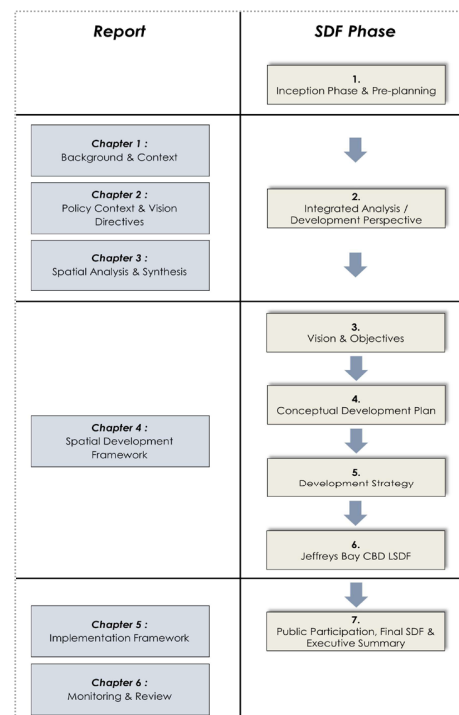 Report
SDF Phase
1.
Inception Phase & Pre-planning
Chapter 1 :
Background & Context
Chapter 2 :
Policy Context & Vision
Directives
Chapter 3 :
Spatial Analysis & Synthesis
2.
Integrated Analysis /
Development Perspective
Chapter 4 :
Spatial Development
Framework
3.
Vision & Objectives
4.
Conceptual Development Plan
5.
Development Strategy
6.
Jeffreys Bay CBD LSDF
Chapter 5 :
Implementation Framework
Chapter 6 :
Monitoring & Review
7.
Public Participation, Final SDF &
Executive Summary